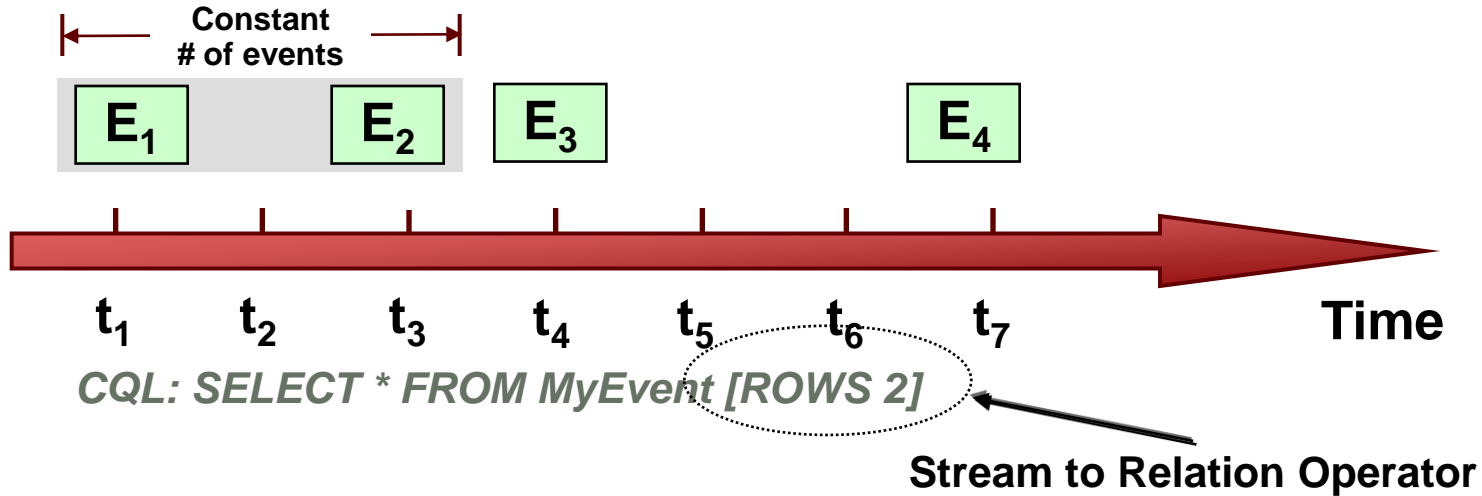 Constant
# of events
E₁ E₂ E₃ E₄
t₁ t₂ t₃ t₄ t₅ t₆ t₇ Time
CQL: SELECT * FROM MyEvent [ROWS 2]
Stream to Relation Operator